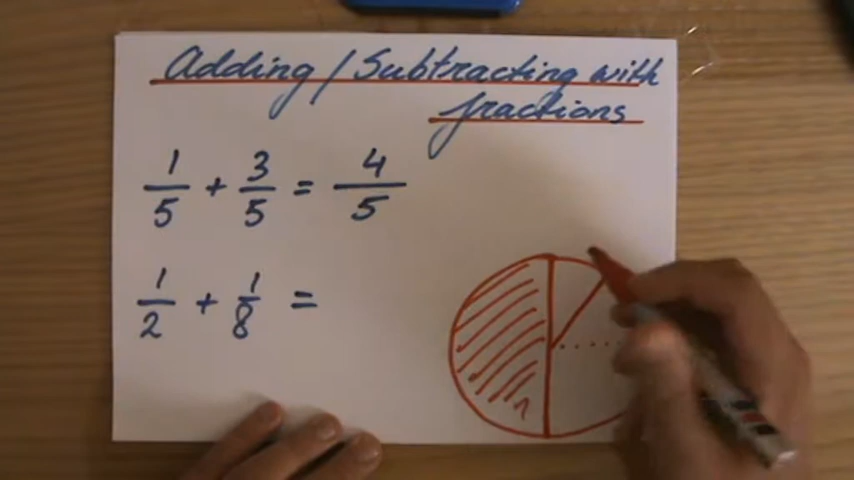 Adding / Subtracting with
fractions
1/5 + 3/5 = 4/5
1/2 + 1/8 =